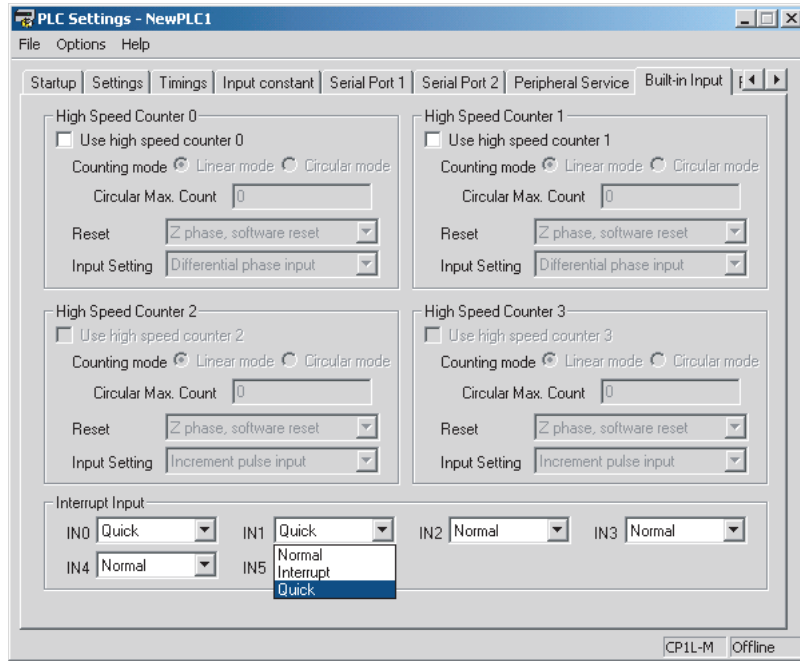 PLC Settings - NewPLC1
File Options Help
Startup Settings Timings Input constant Serial Port 1 Serial Port 2 Peripheral Service Built-in Input
High Speed Counter 0
Use high speed counter 0
Counting mode Linear mode Circular mode
Circular Max. Count 0
Reset Z phase, software reset
Input Setting Differential phase input
High Speed Counter 1
Use high speed counter 1
Counting mode Linear mode Circular mode
Circular Max. Count 0
Reset Z phase, software reset
Input Setting Differential phase input
High Speed Counter 2
Use high speed counter 2
Counting mode Linear mode Circular mode
Circular Max. Count 0
Reset Z phase, software reset
Input Setting Increment pulse input
High Speed Counter 3
Use high speed counter 3
Counting mode Linear mode Circular mode
Circular Max. Count 0
Reset Z phase, software reset
Input Setting Increment pulse input
Interrupt Input
IN0 Quick IN1 Quick IN2 Normal IN3 Normal
IN4 Normal IN5
Normal
Interrupt
Quick
CP1L-M Offline